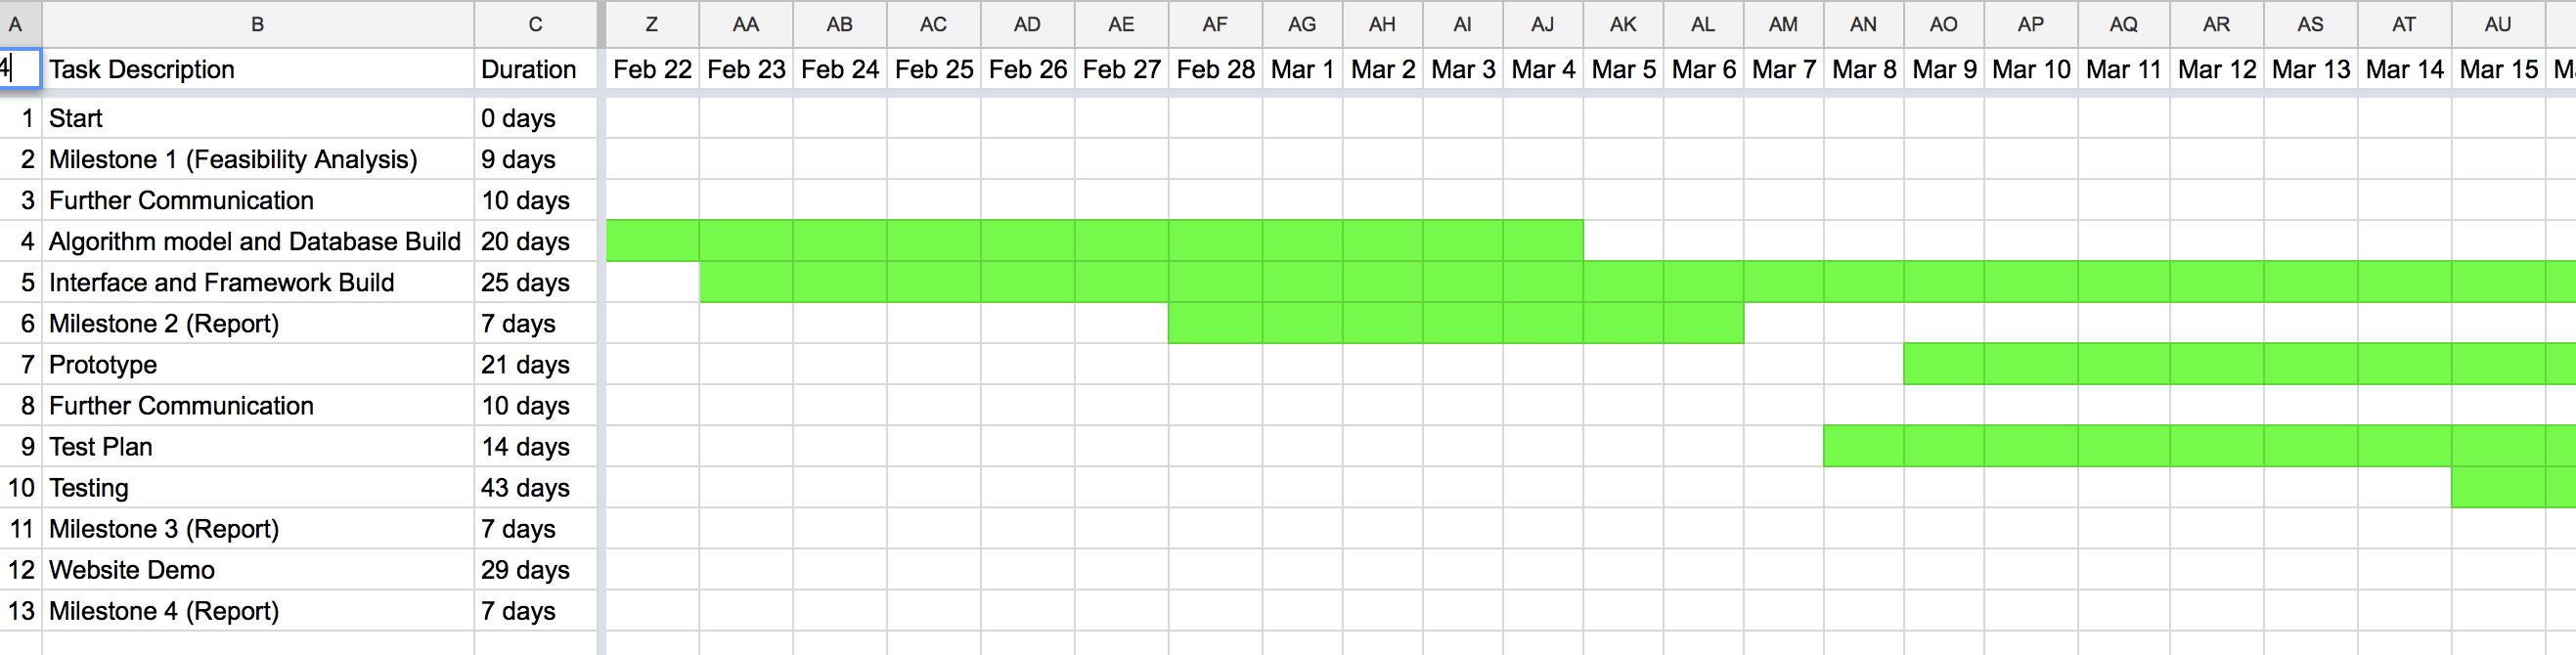 A B C Z AA AB AC AD AE AF AG AH AI AJ AK AL AM AN AO AP AQ AR AS AT AU
4 Task Description Duration Feb 22 Feb 23 Feb 24 Feb 25 Feb 26 Feb 27 Feb 28 Mar 1 Mar 2 Mar 3 Mar 4 Mar 5 Mar 6 Mar 7 Mar 8 Mar 9 Mar 10 Mar 11 Mar 12 Mar 13 Mar 14 Mar 15
1 Start 0 days
2 Milestone 1 (Feasibility Analysis) 9 days
3 Further Communication 10 days
4 Algorithm model and Database Build 20 days
5 Interface and Framework Build 25 days
6 Milestone 2 (Report) 7 days
7 Prototype 21 days
8 Further Communication 10 days
9 Test Plan 14 days
10 Testing 43 days
11 Milestone 3 (Report) 7 days
12 Website Demo 29 days
13 Milestone 4 (Report) 7 days